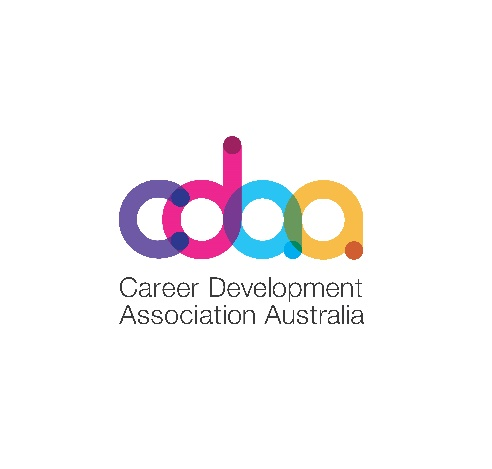 cdaa
Career Development
Association Australia